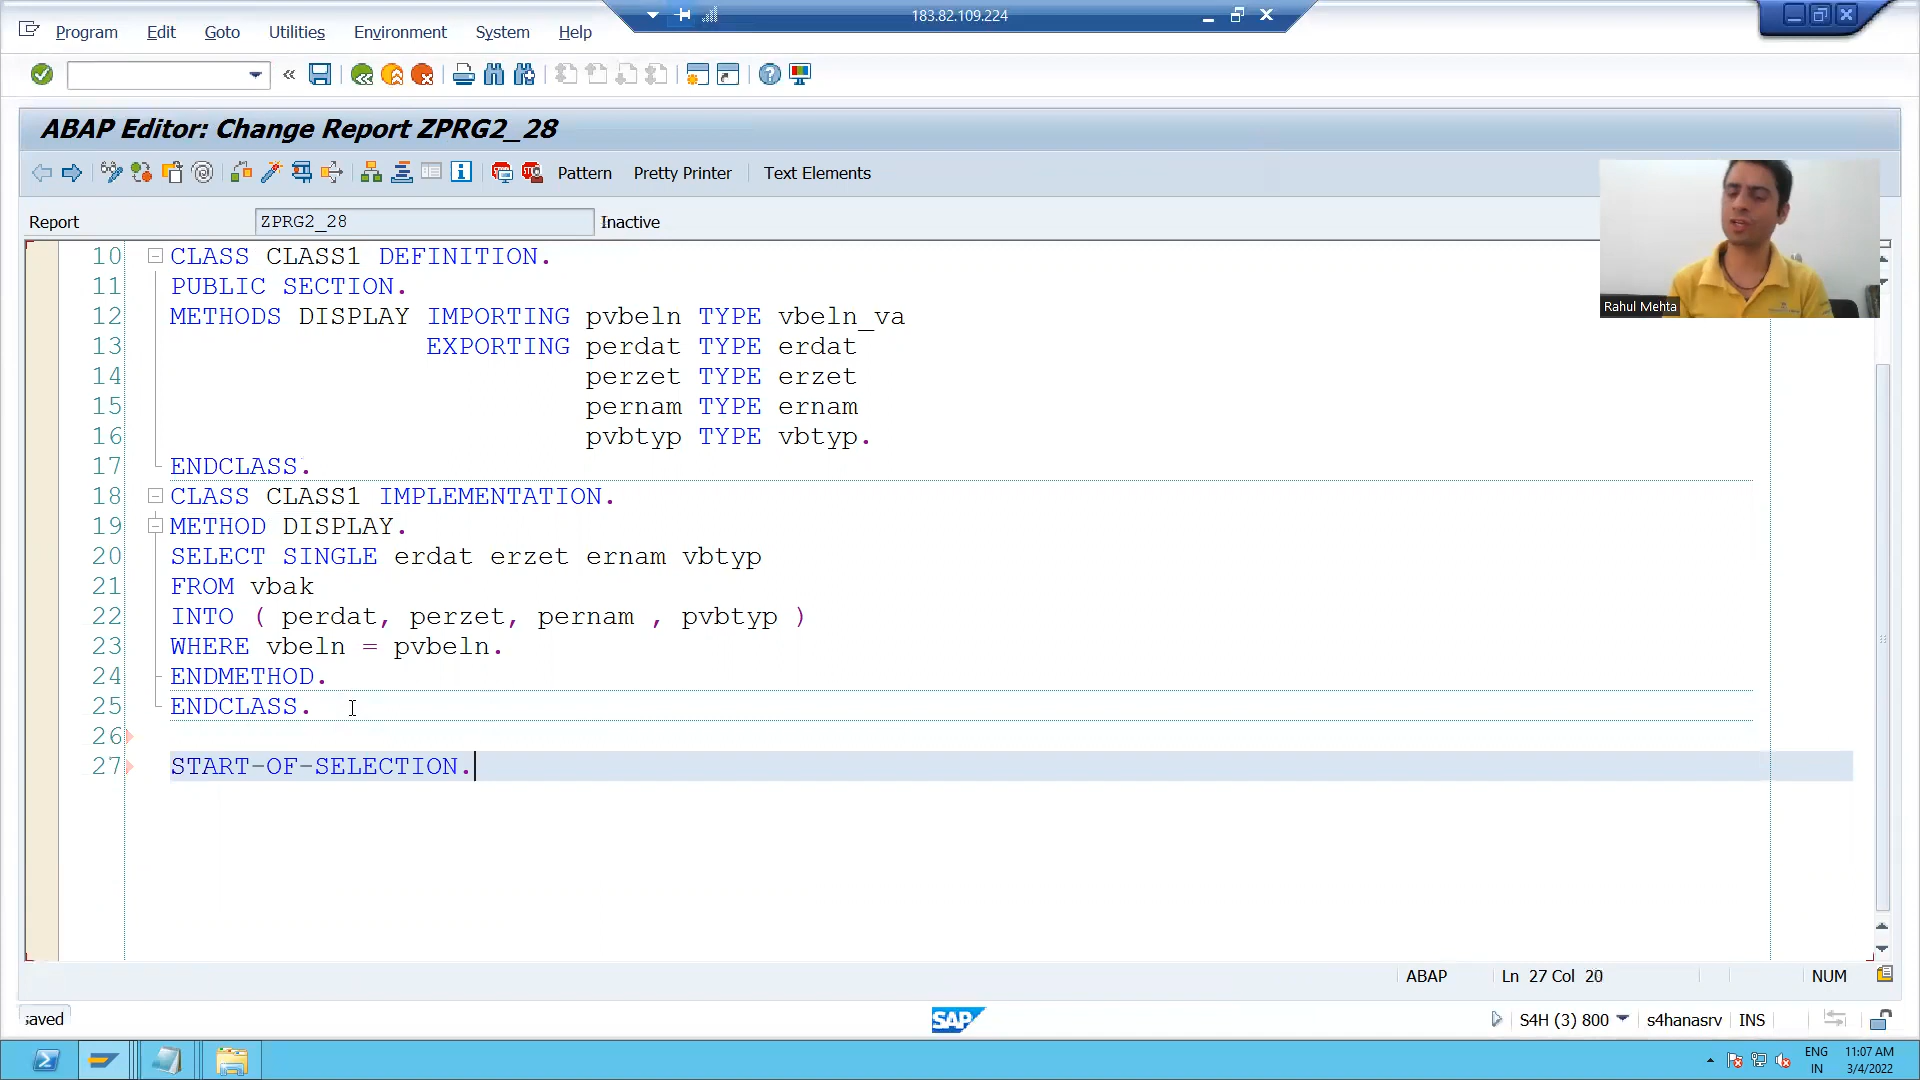 183.82.109.224
Program Edit Goto Utilities Environment System Help
«
ABAP Editor: Change Report ZPRG2_28
Pattern Pretty Printer Text Elements
Report ZPRG2_28 Inactive
10 CLASS CLASS1 DEFINITION.
11 PUBLIC SECTION.
12 METHODS DISPLAY IMPORTING pvbeln TYPE vbeln_va
13 EXPORTING perdat TYPE erdat
14 perzet TYPE erzet
15 pernam TYPE ernam
16 pvbtyp TYPE vbtyp.
17 ENDCLASS.
18 CLASS CLASS1 IMPLEMENTATION.
19 METHOD DISPLAY.
20 SELECT SINGLE erdat erzet ernam vbtyp
21 FROM vbak
22 INTO ( perdat, perzet, pernam , pvbtyp )
23 WHERE vbeln = pvbeln.
24 ENDMETHOD.
25 ENDCLASS.
26
27 START-OF-SELECTION.
Rahul Mehta
ABAP Ln 27 Col 20 NUM
saved SAP S4H (3) 800 s4hanasrv INS
ENG 11:07 AM
IN 3/4/2022